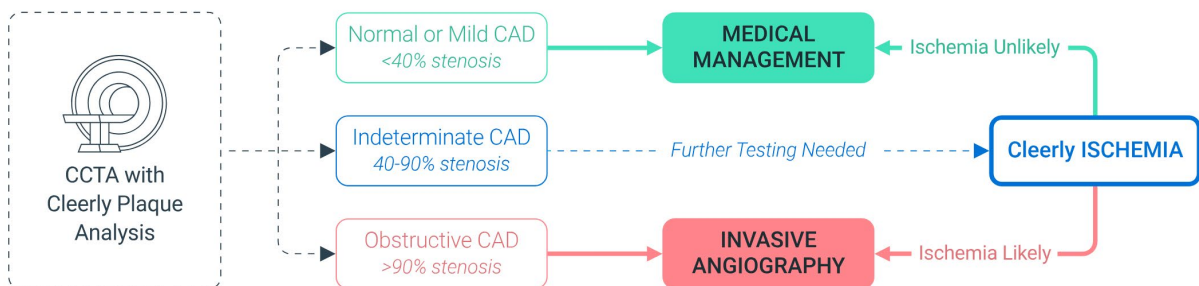 CCTA with
Cleerly Plaque
Analysis
Normal or Mild CAD
<40% stenosis
MEDICAL
MANAGEMENT
Ischemia Unlikely
Indeterminate CAD
40-90% stenosis
Further Testing Needed
Cleerly ISCHEMIA
Obstructive CAD
>90% stenosis
INVASIVE
ANGIOGRAPHY
Ischemia Likely